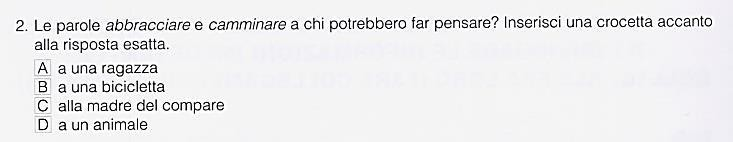 2. Le parole abbracciare e camminare a chi potrebbero far pensare? Inserisci una crocetta accanto
alla risposta esatta.
A a una ragazza
B a una bicicletta
C alla madre del compare
D a un animale